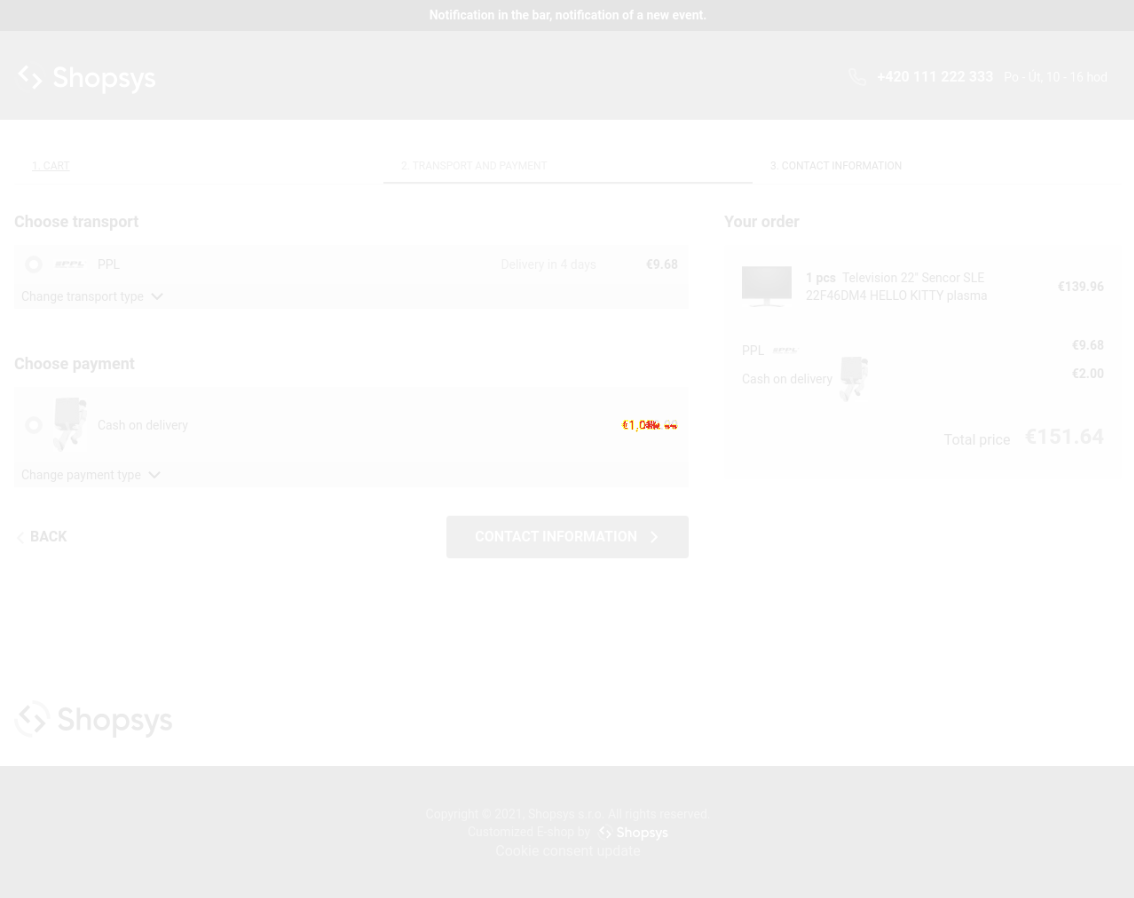 Notification in the bar, notification of a new event.
Shopsys
+420 111 222 333 Po - Út, 10 - 16 hod
1. CART
2. TRANSPORT AND PAYMENT
3. CONTACT INFORMATION
Choose transport
PPL Delivery in 4 days €9.68
Change transport type
Choose payment
Cash on delivery
Change payment type
BACK
CONTACT INFORMATION
Your order
1 pcs Television 22" Sencor SLE
22F46DM4 HELLO KITTY plasma
€139.96
PPL €9.68
Cash on delivery €2.00
Total price €151.64
Shopsys
Copyright © 2021, Shopsys s.r.o. All rights reserved.
Customized E-shop by Shopsys
Cookie consent update